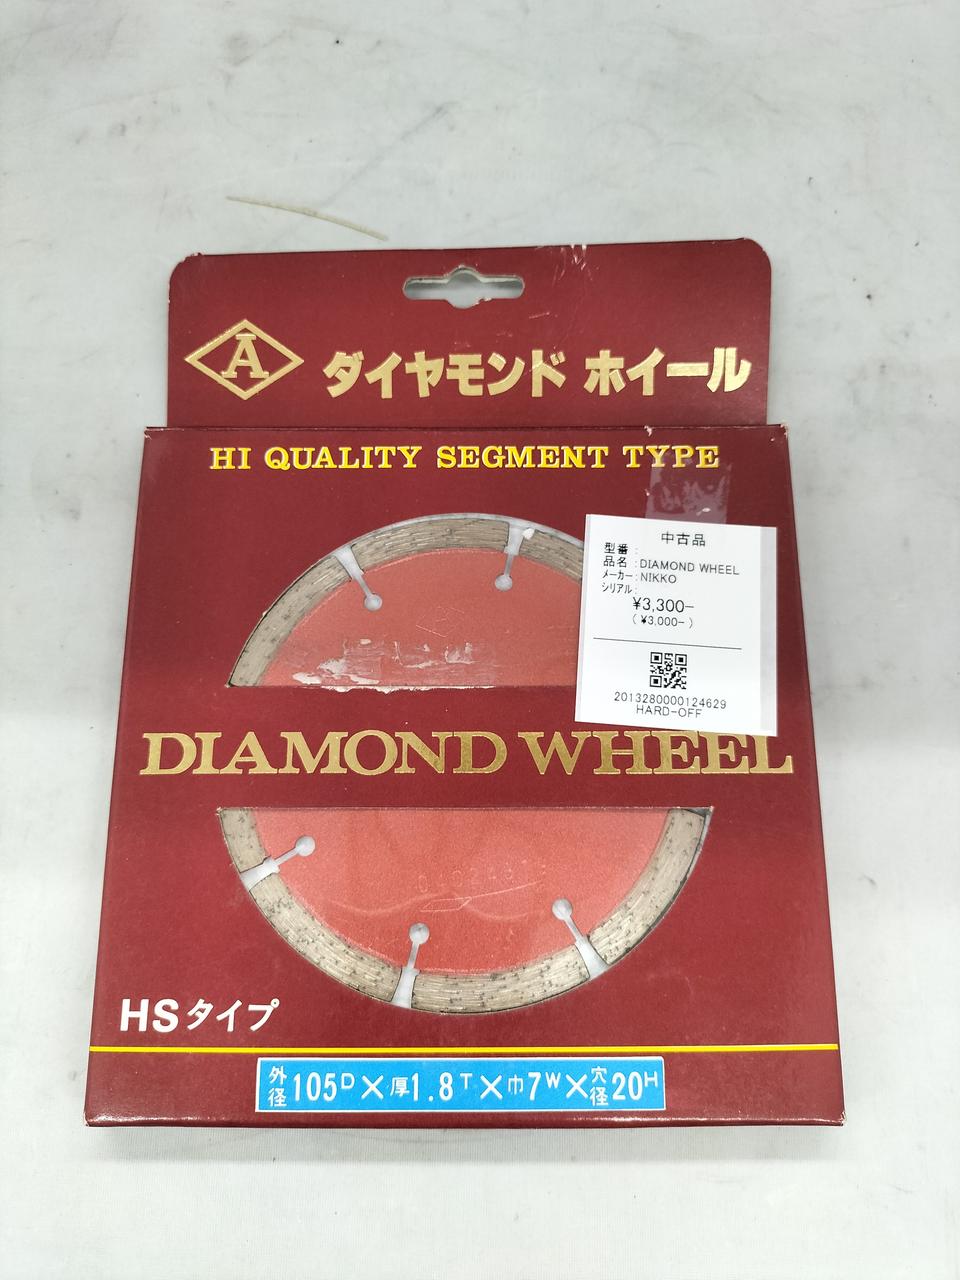 A
ダイヤモンド ホイール
HI QUALITY SEGMENT TYPE
中古品
型番 :
品名 : DIAMOND WHEEL
メーカー : NIKKO
シリアル :
¥3,300−
(¥3,000−)
2013280000124629
HARD-OFF
DIAMOND WHEEL
HSタイプ
外径105D×厚1.8T×巾7W×穴径20H